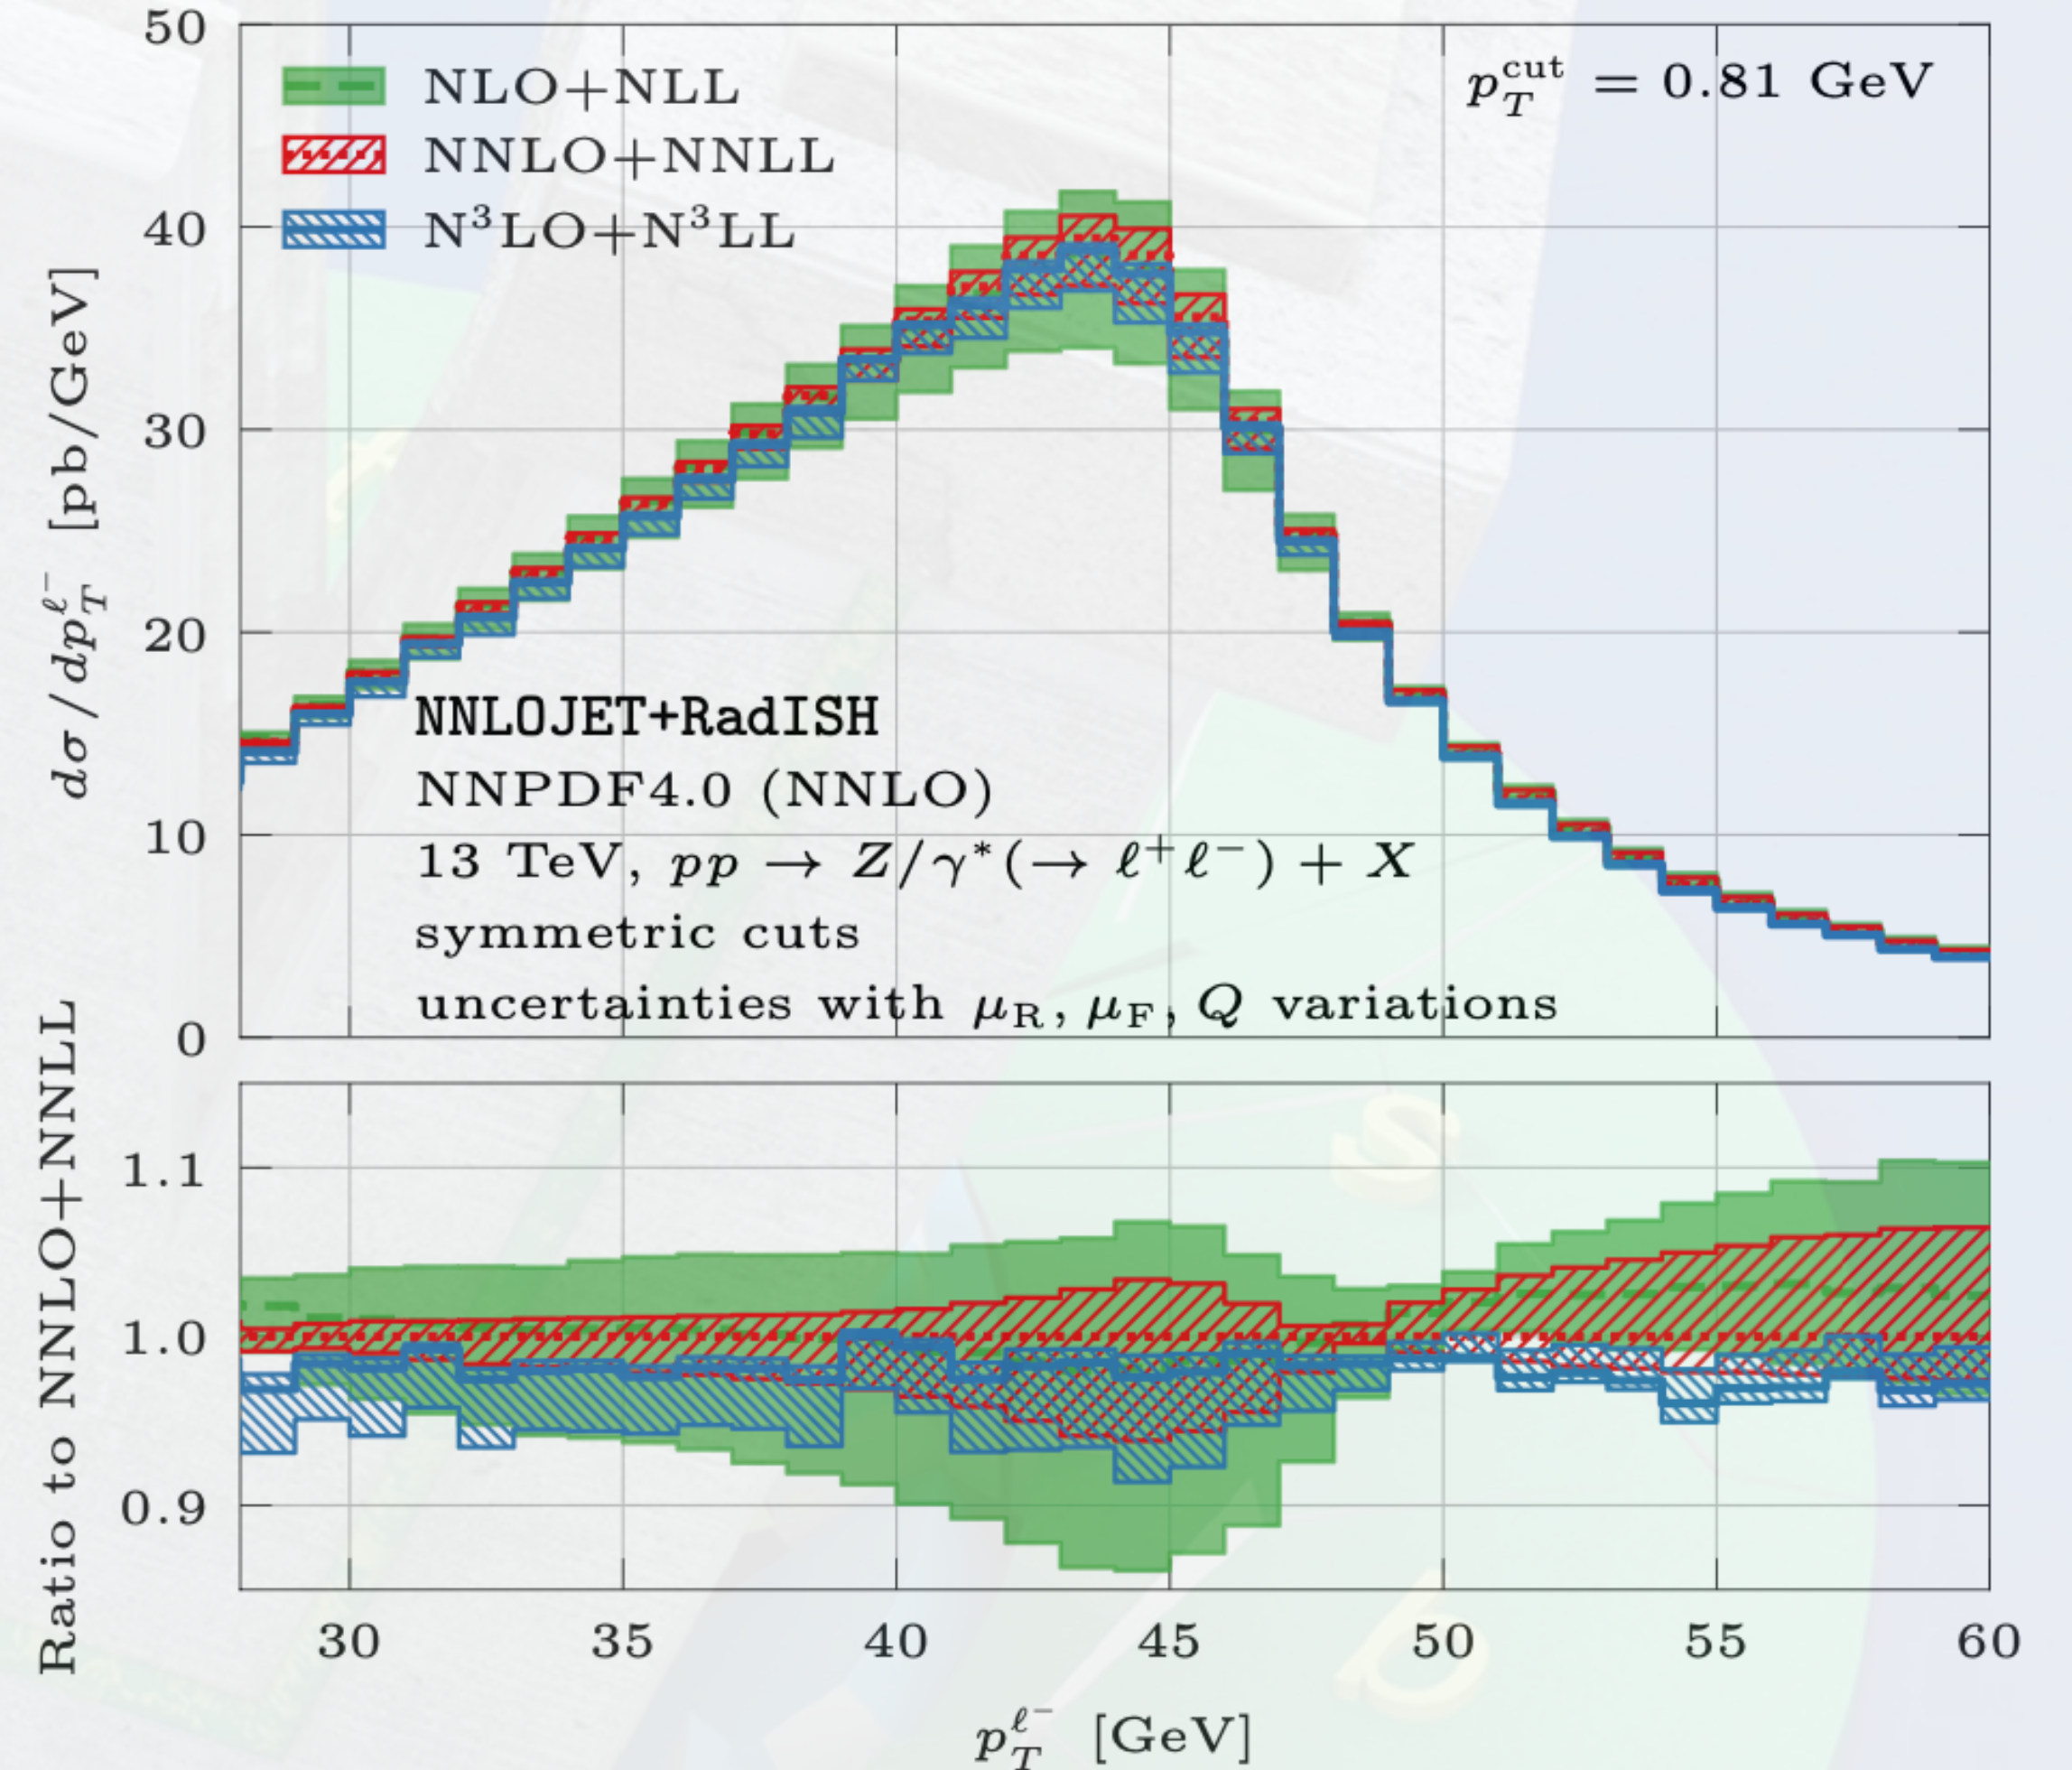 50
40
30
20
10
0
dσ/dp_T^{ℓ^-} [pb/GeV]
NLO+NLL
NNLO+NNLL
N³LO+N³LL
p_T^{cut} = 0.81 GeV
NNLOJET+RadISH
NNPDF4.0 (NNLO)
13 TeV, pp → Z/γ*(→ ℓ⁺ℓ⁻) + X
symmetric cuts
uncertainties with μ_R, μ_F, Q variations
Ratio to NNLO+NNLL
1.1
1.0
0.9
30 35 40 45 50 55 60
p_T^{ℓ^-} [GeV]
s
b